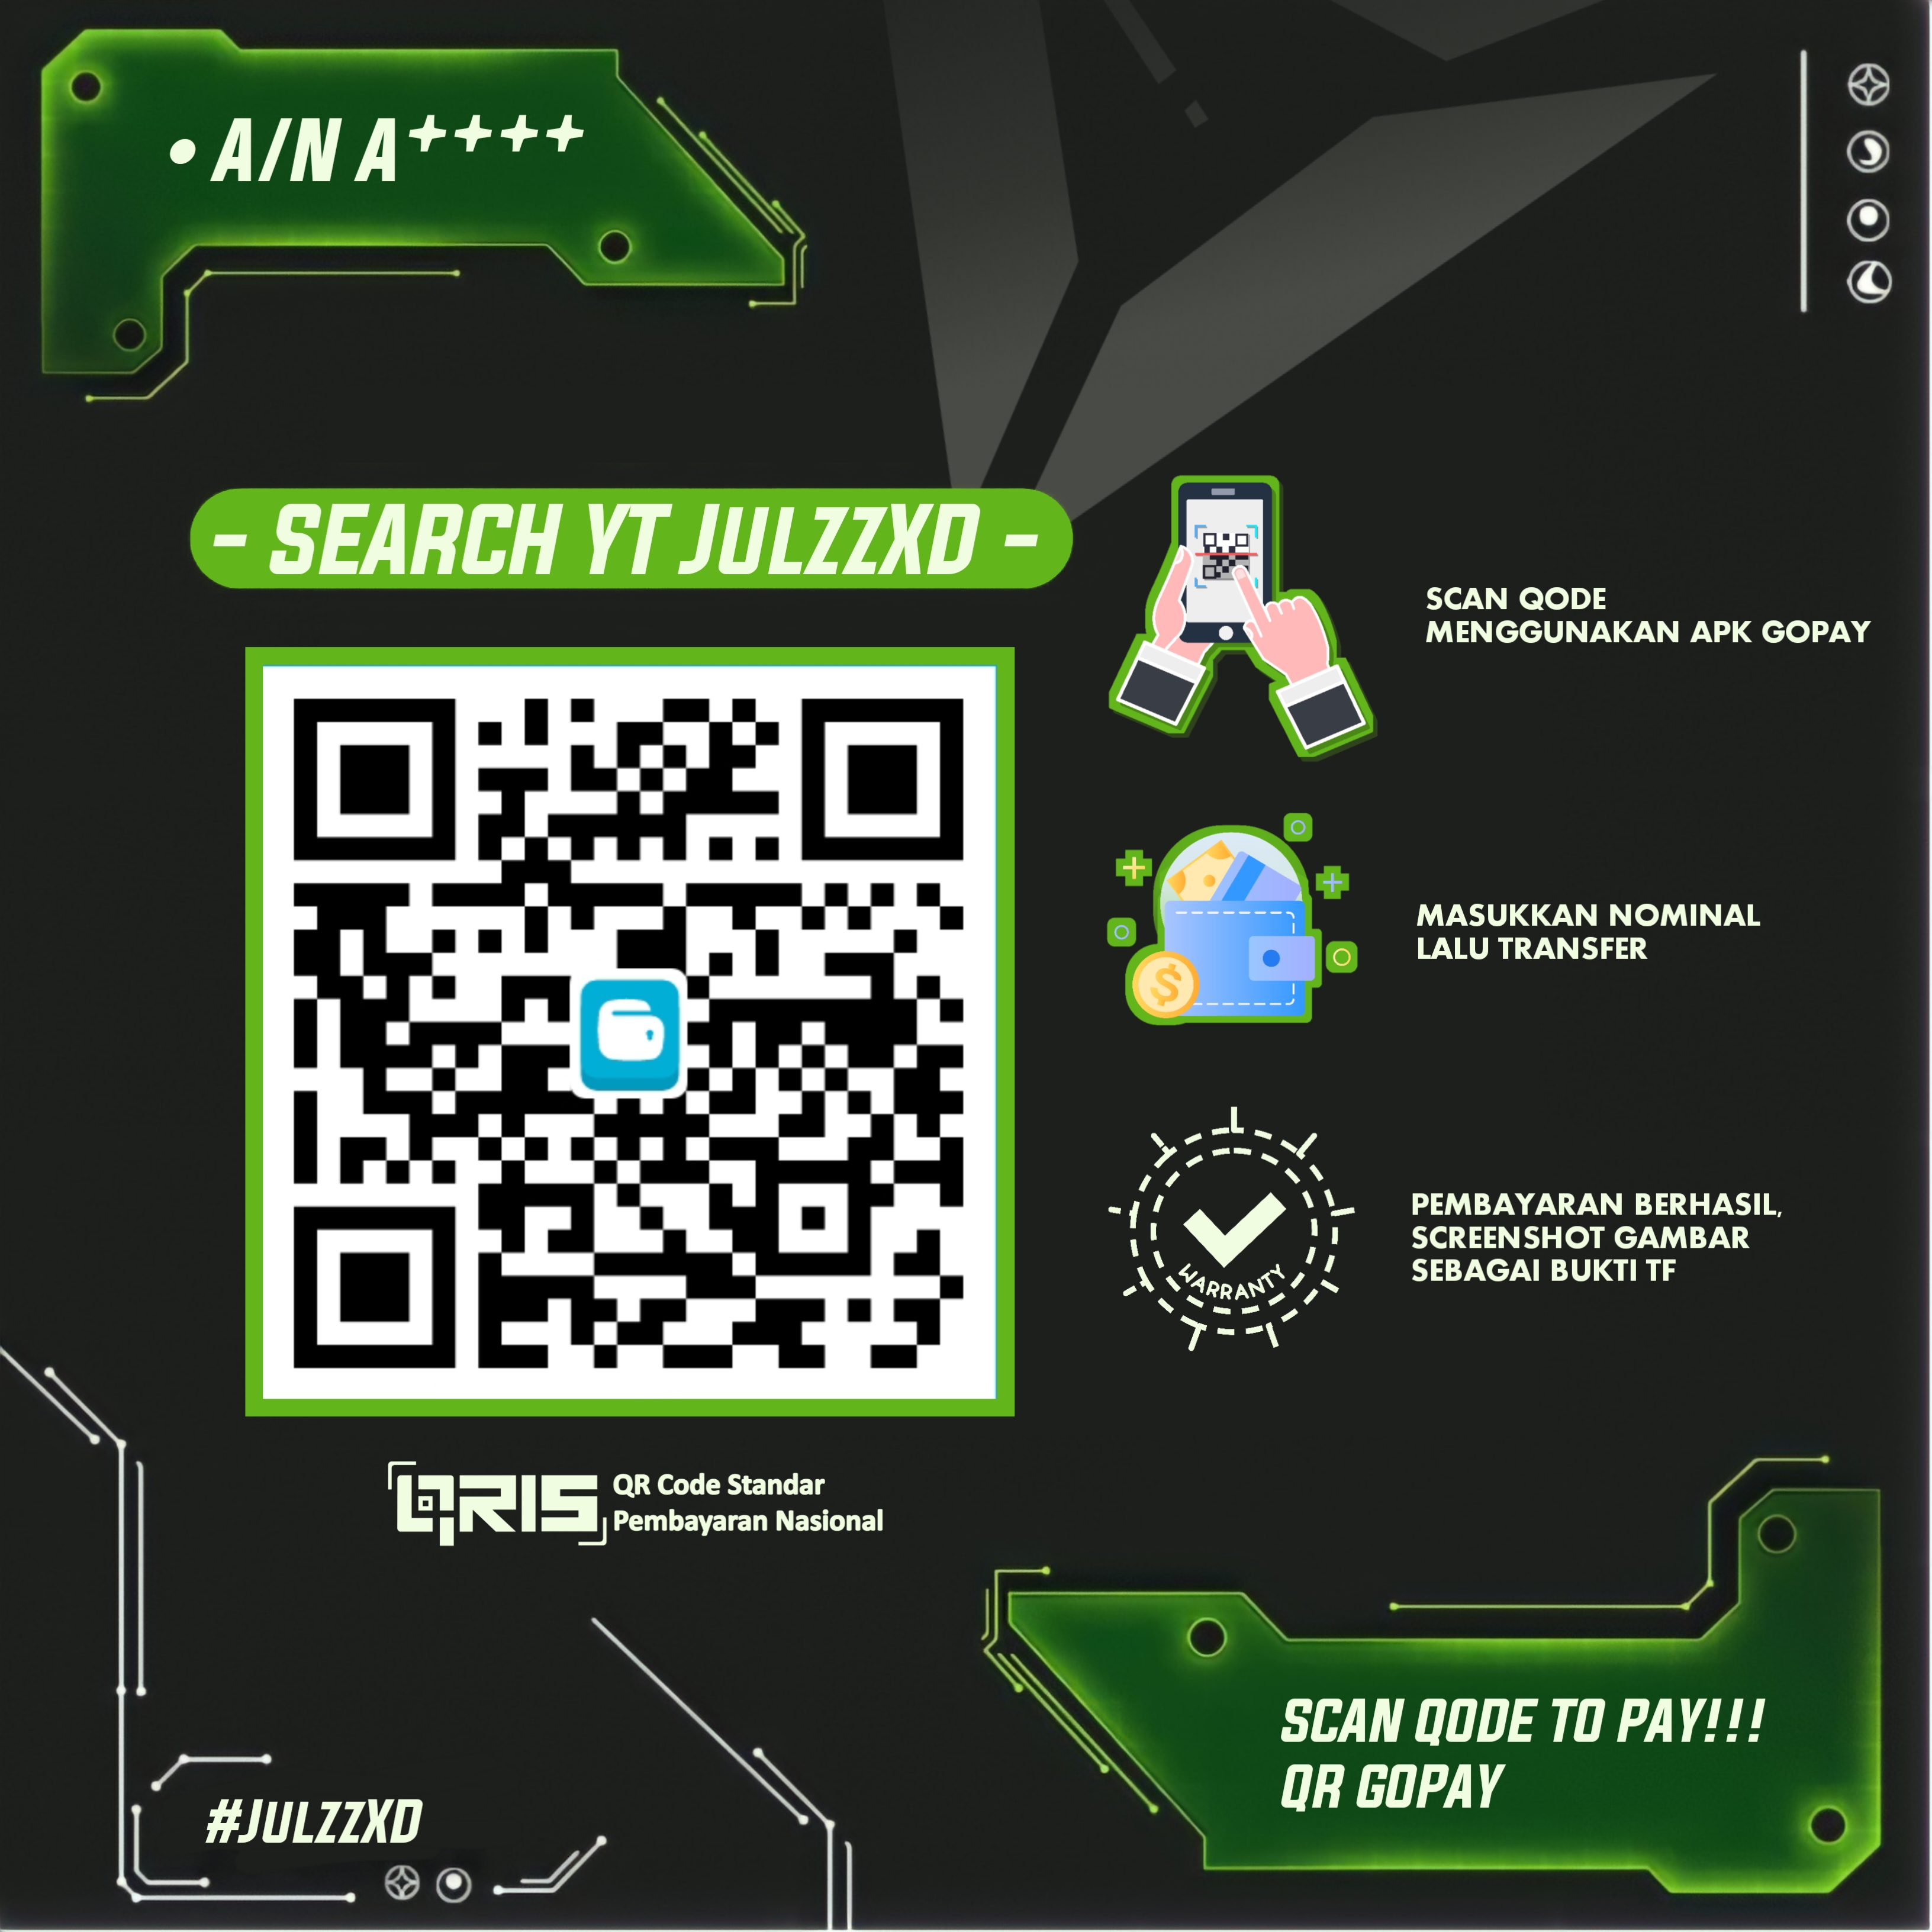 • A/N A++++
- SEARCH YT JULZZXD -
SCAN QODE
MENGGUNAKAN APK GOPAY
MASUKKAN NOMINAL
LALU TRANSFER
WARRANTY
PEMBAYARAN BERHASIL,
SCREENSHOT GAMBAR
SEBAGAI BUKTI TF
QRIS
QR Code Standar
Pembayaran Nasional
SCAN QODE TO PAY!!!
QR GOPAY
#JULZZXD